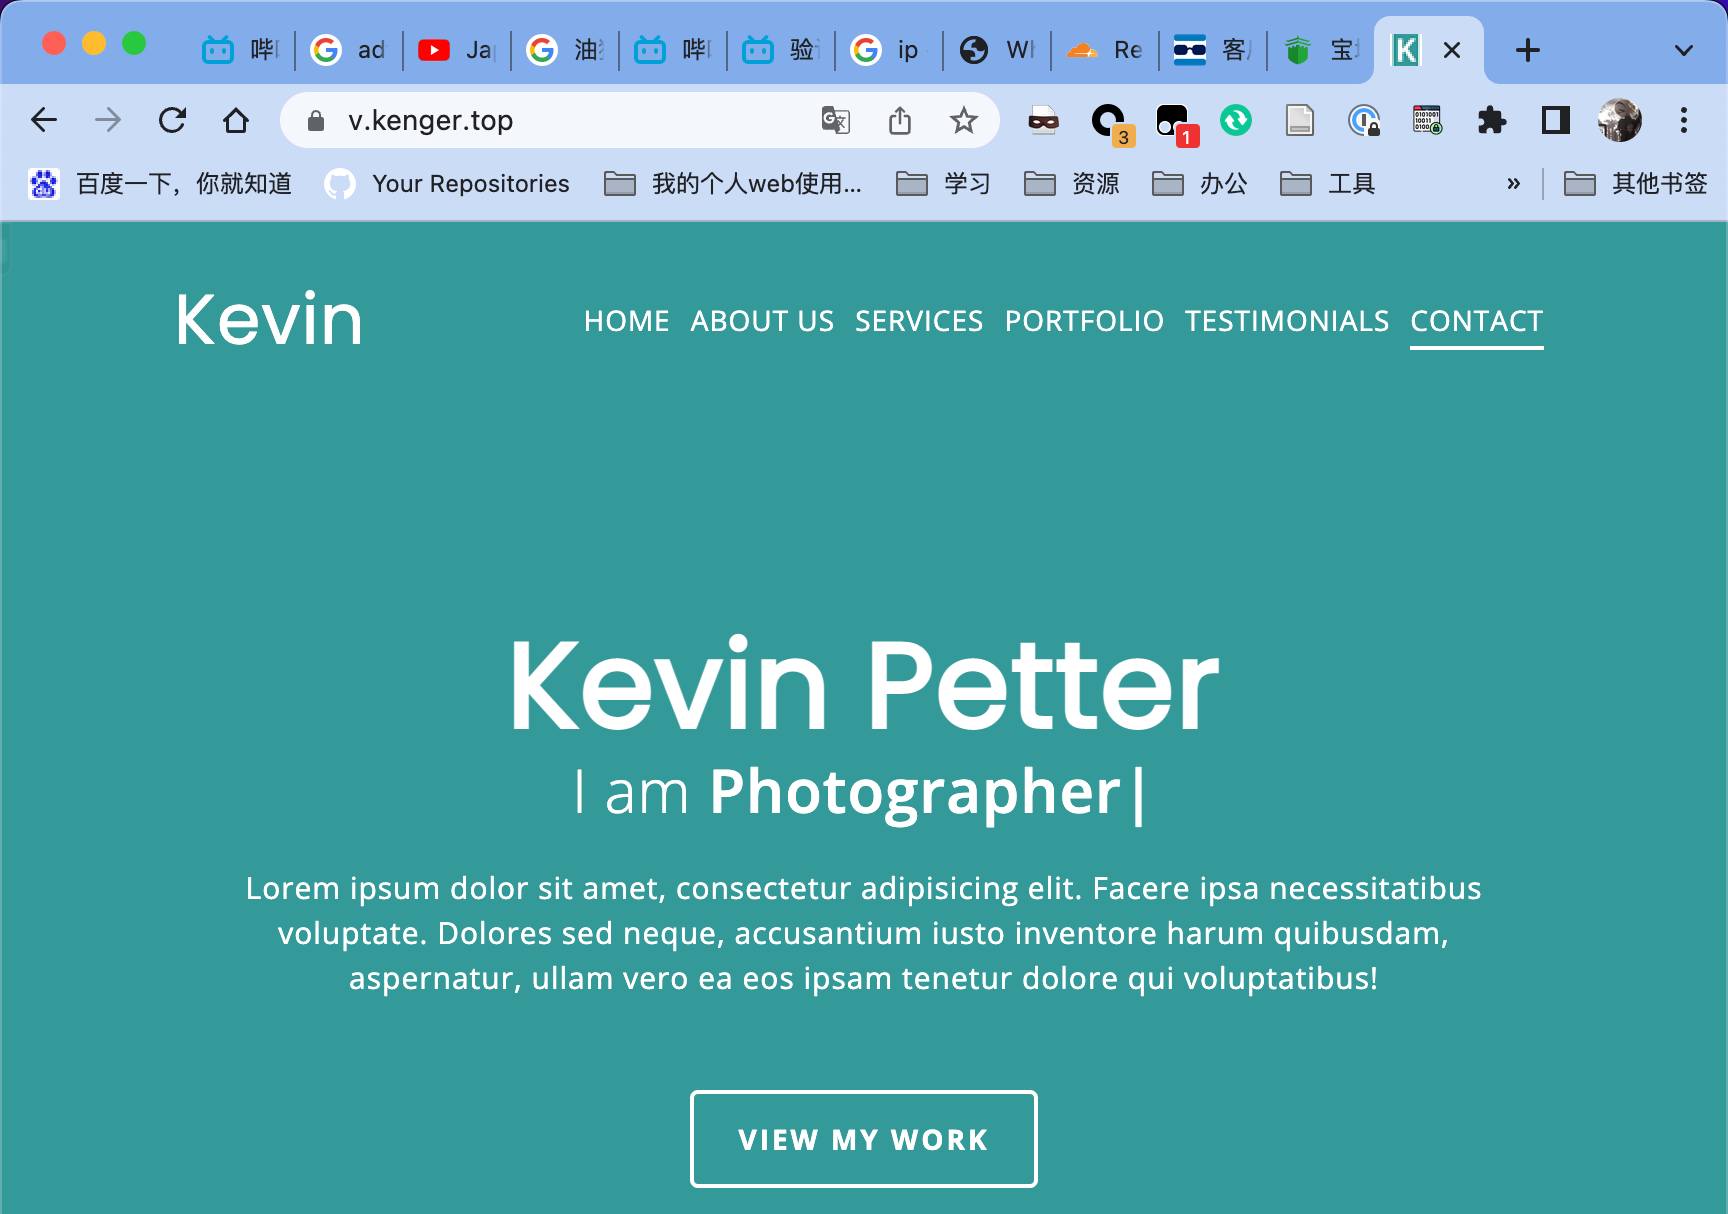 ad
油
验
ip
Re
客
宝
v.kenger.top
3
1
百度一下，你就知道
Your Repositories
我的个人web使用...
学习
资源
办公
工具
»
其他书签
Kevin
HOME ABOUT US SERVICES PORTFOLIO TESTIMONIALS CONTACT
Kevin Petter
I am Photographer|
Lorem ipsum dolor sit amet, consectetur adipisicing elit. Facere ipsa necessitatibus
voluptate. Dolores sed neque, accusantium iusto inventore harum quibusdam,
aspernatur, ullam vero ea eos ipsam tenetur dolore qui voluptatibus!
VIEW MY WORK